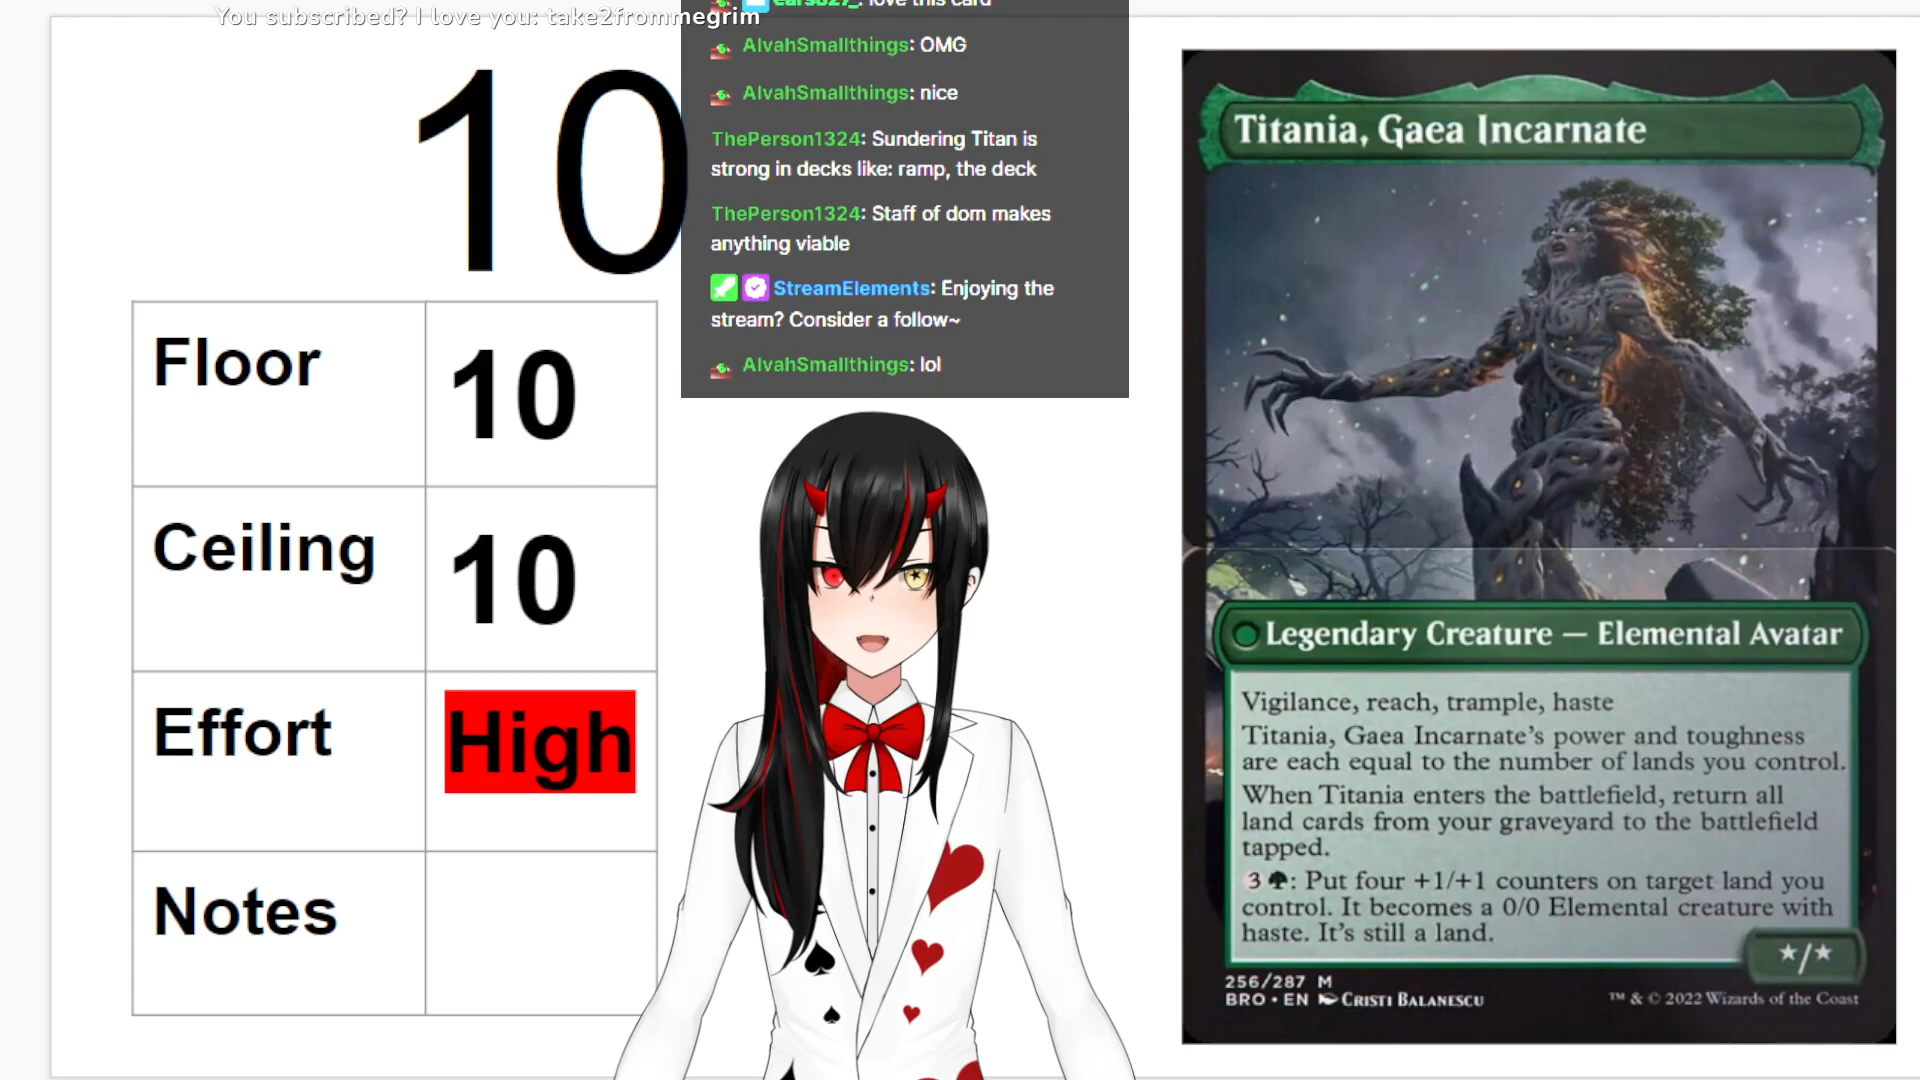 You subscribed? I love you: take2frommegrim
10
Floor 10
Ceiling 10
Effort High
Notes
: love this card
AlvahSmallthings: OMG
AlvahSmallthings: nice
ThePerson1324: Sundering Titan is
strong in decks like: ramp, the deck
ThePerson1324: Staff of dom makes
anything viable
StreamElements: Enjoying the
stream? Consider a follow~
AlvahSmallthings: lol
Titania, Gaea Incarnate
Legendary Creature — Elemental Avatar
Vigilance, reach, trample, haste
Titania, Gaea Incarnate's power and toughness
are each equal to the number of lands you control.
When Titania enters the battlefield, return all
land cards from your graveyard to the battlefield
tapped.
3 : Put four +1/+1 counters on target land you
control. It becomes a 0/0 Elemental creature with
haste. It's still a land.
*/*
256/287 M
BRO • EN Cristi Balanescu
™ & © 2022 Wizards of the Coast